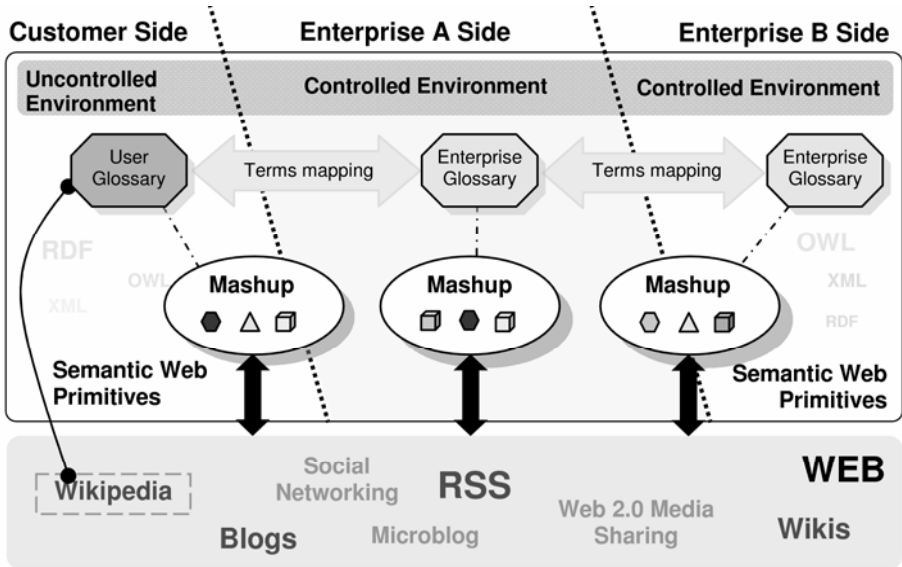 Customer Side
Enterprise A Side
Enterprise B Side
Uncontrolled
Environment
Controlled Environment
Controlled Environment
User
Glossary
Terms mapping
Enterprise
Glossary
Terms mapping
Enterprise
Glossary
RDF
OWL
XML
OWL
XML
RDF
Mashup
Mashup
Mashup
Semantic Web
Primitives
Semantic Web
Primitives
Wikipedia
Social
Networking
RSS
WEB
Blogs
Microblog
Web 2.0 Media
Sharing
Wikis